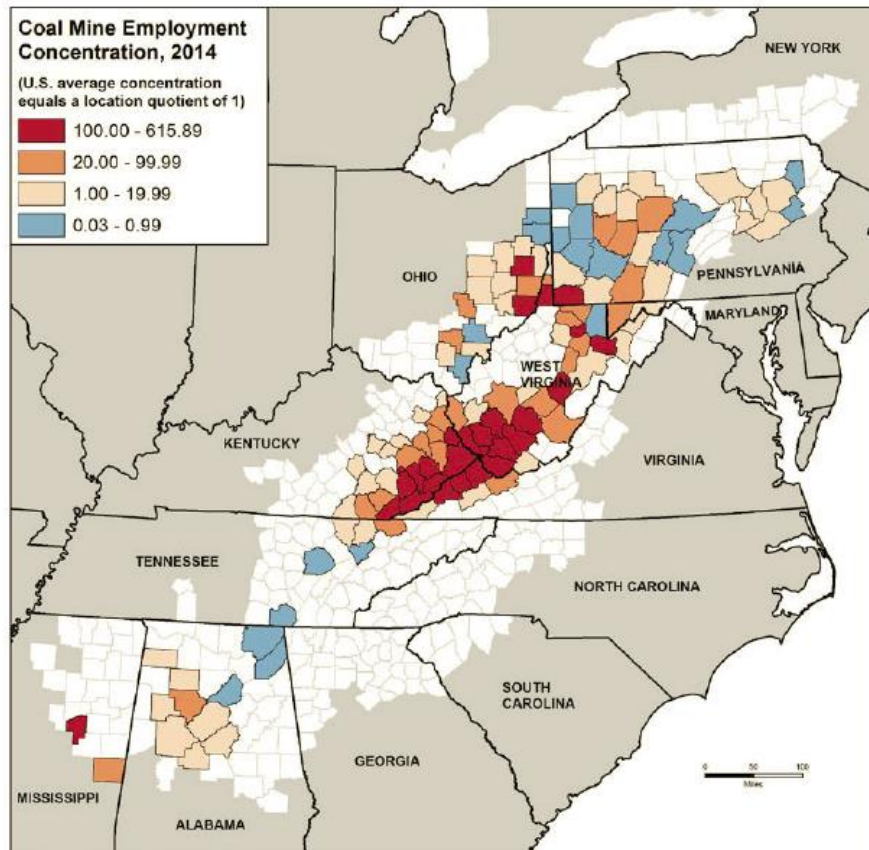 Coal Mine Employment
Concentration, 2014
(U.S. average concentration
equals a location quotient of 1)
100.00 - 615.89
20.00 - 99.99
1.00 - 19.99
0.03 - 0.99
NEW YORK
OHIO
PENNSYLVANIA
MARYLAND
WEST
VIRGINIA
KENTUCKY
VIRGINIA
TENNESSEE
NORTH CAROLINA
SOUTH
CAROLINA
GEORGIA
MISSISSIPPI
ALABAMA
0 50 100
Miles